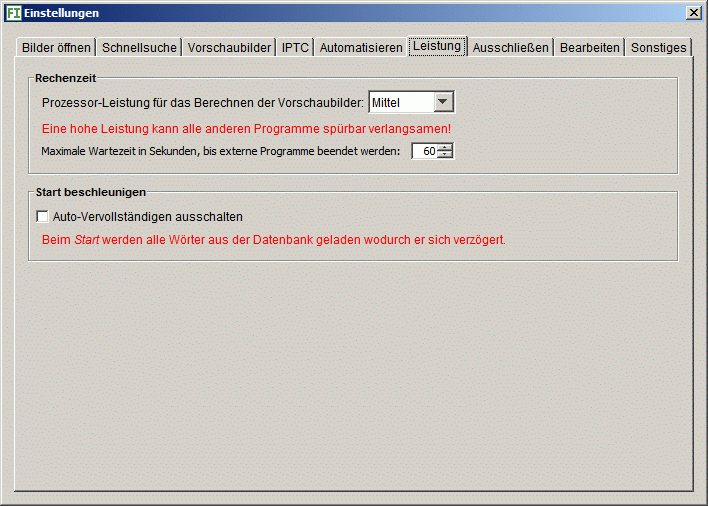 FI Einstellungen
Bilder öffnen Schnellsuche Vorschaubilder IPTC Automatisieren Leistung Ausschließen Bearbeiten Sonstiges
Rechenzeit
Prozessor-Leistung für das Berechnen der Vorschaubilder: Mittel
Eine hohe Leistung kann alle anderen Programme spürbar verlangsamen!
Maximale Wartezeit in Sekunden, bis externe Programme beendet werden: 60
Start beschleunigen
Auto-Vervollständigen ausschalten
Beim Start werden alle Wörter aus der Datenbank geladen wodurch er sich verzögert.